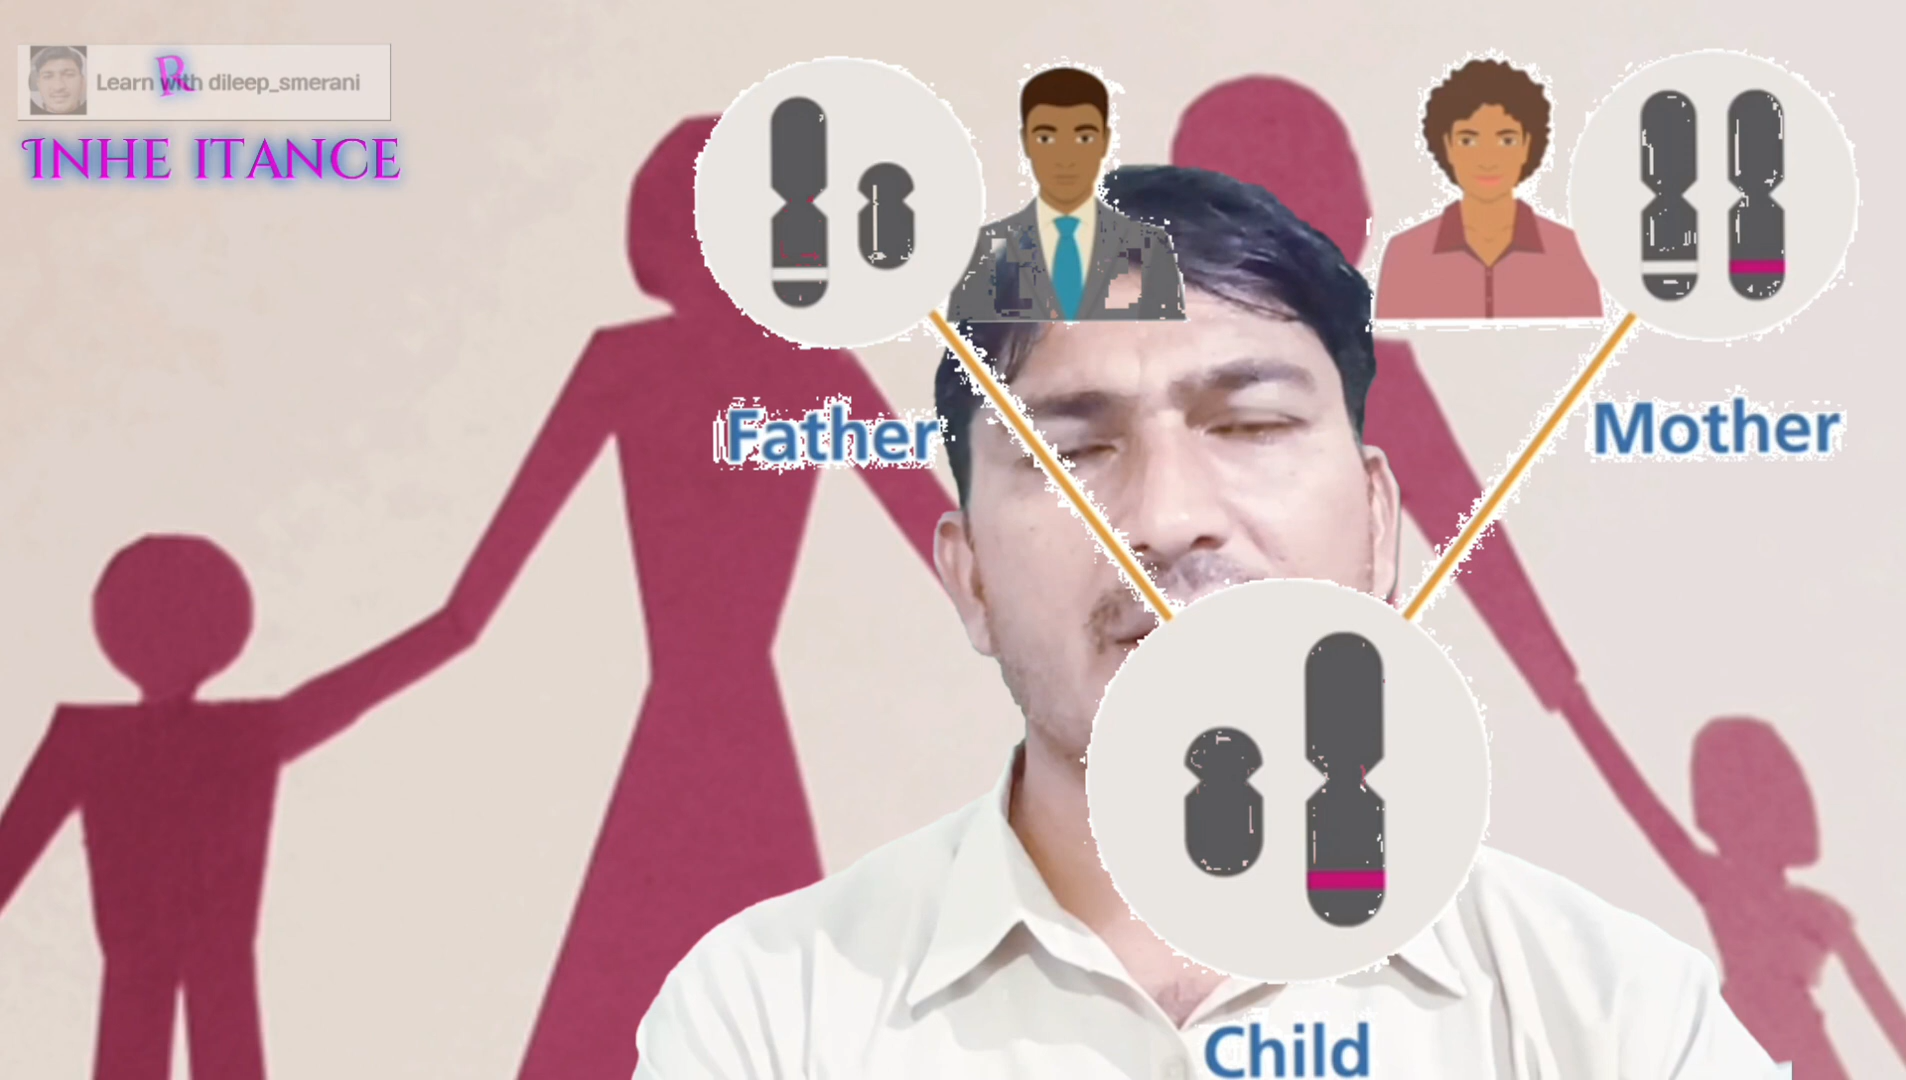 Learn with dileep_smerani
R
INHE ITANCE
Father
Mother
Child